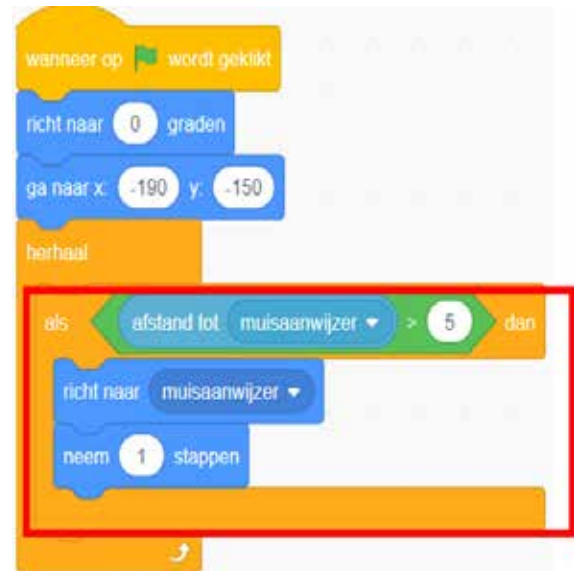 wanneer op wordt geklikt
richt naar 0 graden
ga naar x: -190 y: -150
herhaal
als afstand tot muisaanwijzer > 5 dan
richt naar muisaanwijzer
neem 1 stappen